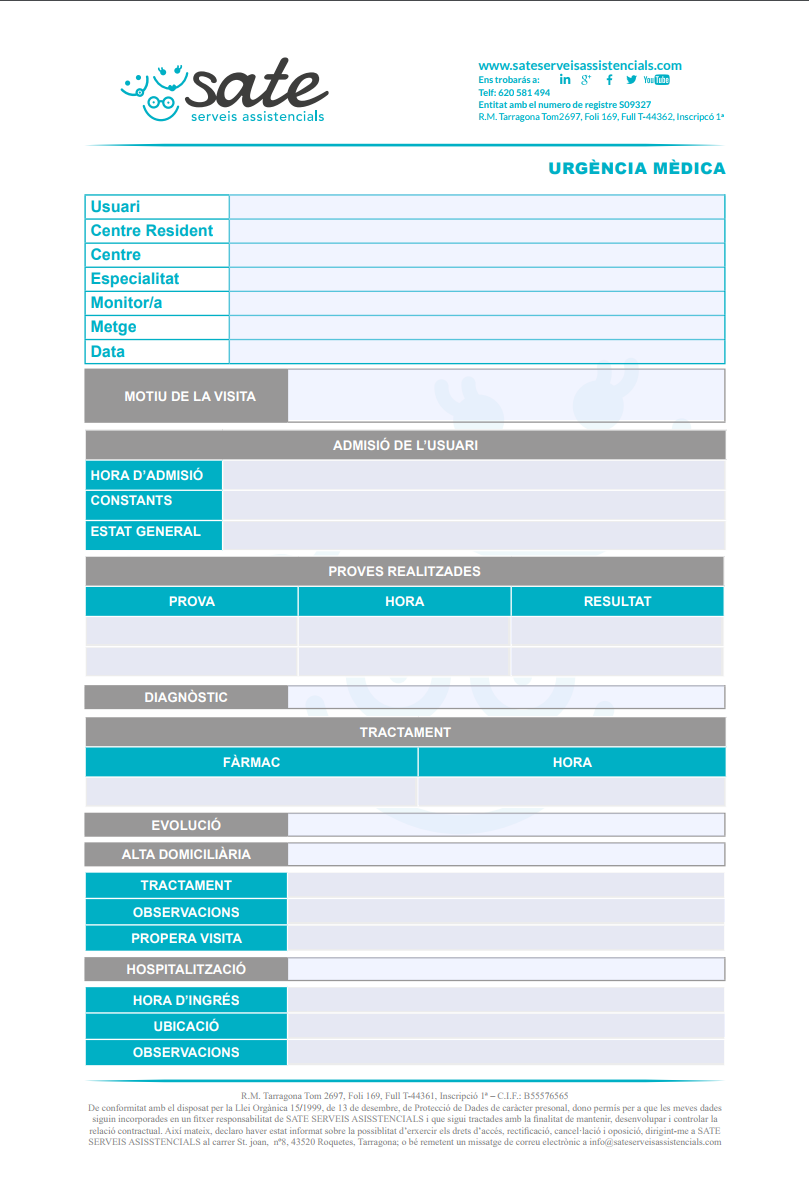 sate
serveis assistencials
www.sateserveisassistencials.com
Ens trobaràs a: in g+ f YouTube
Telf: 620 581 494
Entitat amb el numero de registre S09327
R.M. Tarragona Tom2697, Foli 169, Full T-44362, Inscripcó 1ª
URGÈNCIA MÈDICA
Usuari
Centre Resident
Centre
Especialitat
Monitor/a
Metge
Data
MOTIU DE LA VISITA
ADMISIÓ DE L'USUARI
HORA D'ADMISIÓ
CONSTANTS
ESTAT GENERAL
PROVES REALITZADES
PROVA HORA RESULTAT
DIAGNÒSTIC
TRACTAMENT
FÀRMAC HORA
EVOLUCIÓ
ALTA DOMICILIÀRIA
TRACTAMENT
OBSERVACIONS
PROPERA VISITA
HOSPITALITZACIÓ
HORA D'INGRÉS
UBICACIÓ
OBSERVACIONS
R.M. Tarragona Tom 2697, Foli 169, Full T-44361, Inscripció 1ª – C.I.F.: B55576565
De conformitat amb el disposat per la Llei Orgànica 15/1999, de 13 de desembre, de Protecció de Dades de caràcter presonal, dono permís per a que les meves dades
siguin incorporades en un fitxer responsabilitat de SATE SERVEIS ASISSTENCIALS i que sigui tractades amb la finalitat de mantenir, desenvolupar i controlar la
relació contractual. Així mateix, declaro haver estat informat sobre la possiblitat d'exercir els drets d'accés, rectificació, cancel·lació i oposició, dirigint-me a SATE
SERVEIS ASISSTENCIALS al carrer St. joan, nº8, 43520 Roquetes, Tarragona; o bé remetent un missatge de correu electrònic a info@sateserveisassistencials.com